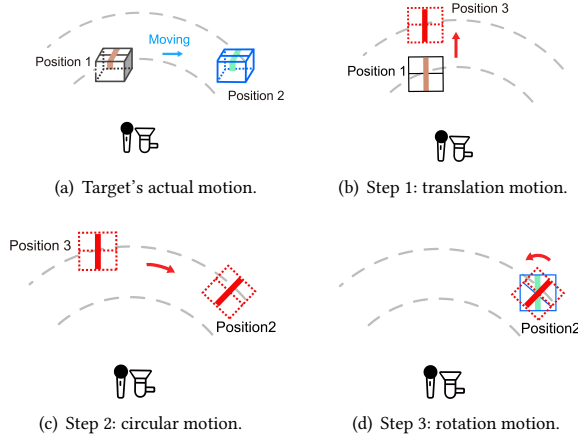 Moving
Position 1
Position 2
(a) Target's actual motion.
Position 3
Position 1
(b) Step 1: translation motion.
Position 3
Position2
(c) Step 2: circular motion.
Position2
(d) Step 3: rotation motion.